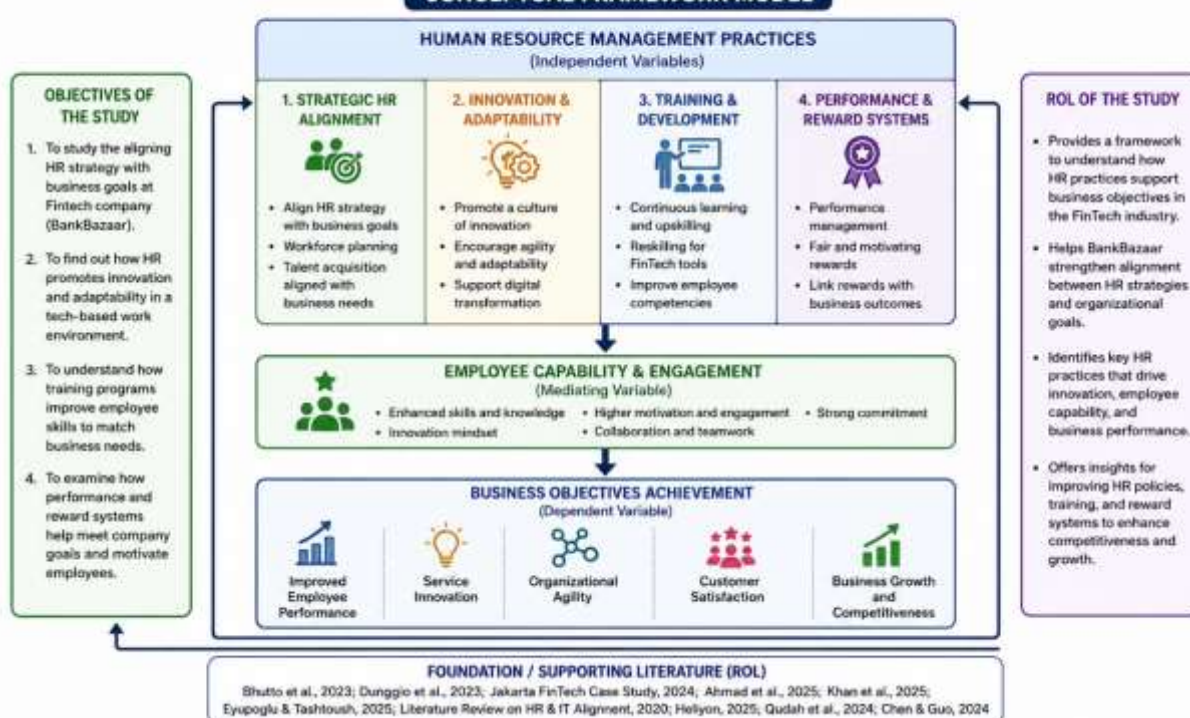 CONCEPTUAL FRAMEWORK MODEL
HUMAN RESOURCE MANAGEMENT PRACTICES
(Independent Variables)
OBJECTIVES OF
THE STUDY
1. To study the aligning
HR strategy with
business goals at
Fintech company
(BankBazaar).
2. To find out how HR
promotes innovation
and adaptability in a
tech-based work
environment.
3. To understand how
training programs
improve employee
skills to match
business needs.
4. To examine how
performance and
reward systems
help meet company
goals and motivate
employees.
1. STRATEGIC HR
ALIGNMENT
• Align HR strategy
with business goals
• Workforce planning
• Talent acquisition
aligned with
business needs
2. INNOVATION &
ADAPTABILITY
• Promote a culture
of innovation
• Encourage agility
and adaptability
• Support digital
transformation
3. TRAINING &
DEVELOPMENT
• Continuous learning
and upskilling
• Reskilling for
FinTech tools
• Improve employee
competencies
4. PERFORMANCE &
REWARD SYSTEMS
• Performance
management
• Fair and motivating
rewards
• Link rewards with
business outcomes
ROL OF THE STUDY
• Provides a framework
to understand how
HR practices support
business objectives in
the FinTech industry.
• Helps BankBazaar
strengthen alignment
between HR strategies
and organizational
goals.
• Identifies key HR
practices that drive
innovation, employee
capability, and
business performance.
• Offers insights for
improving HR policies,
training, and reward
systems to enhance
competitiveness and
growth.
EMPLOYEE CAPABILITY & ENGAGEMENT
(Mediating Variable)
• Enhanced skills and knowledge • Higher motivation and engagement • Strong commitment
• Innovation mindset • Collaboration and teamwork
BUSINESS OBJECTIVES ACHIEVEMENT
(Dependent Variable)
Improved
Employee
Performance
Service
Innovation
Organizational
Agility
Customer
Satisfaction
Business Growth
and
Competitiveness
FOUNDATION / SUPPORTING LITERATURE (ROL)
Bhutto et al., 2023; Dunggio et al., 2023; Jakarta FinTech Case Study, 2024; Ahmad et al., 2025; Khan et al., 2025;
Eyupoglu & Tashtoush, 2025; Literature Review on HR & IT Alignment, 2020; Heliyon, 2025; Qudah et al., 2024; Chen & Guo, 2024